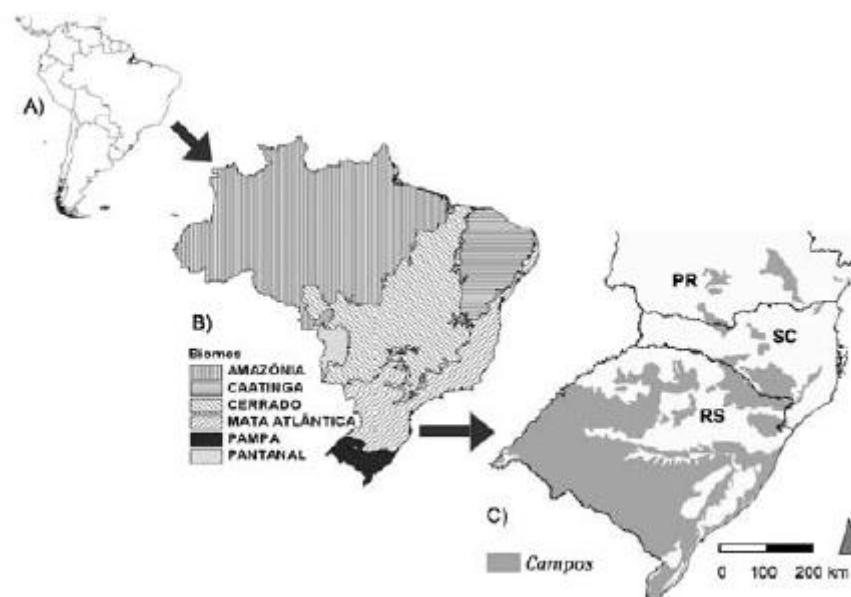 A)
B)
Biomes
AMAZÔNIA
CAATINGA
CERRADO
MATA ATLÂNTICA
PAMPA
PANTANAL
PR
SC
RS
C)
Campos
0 100 200 km